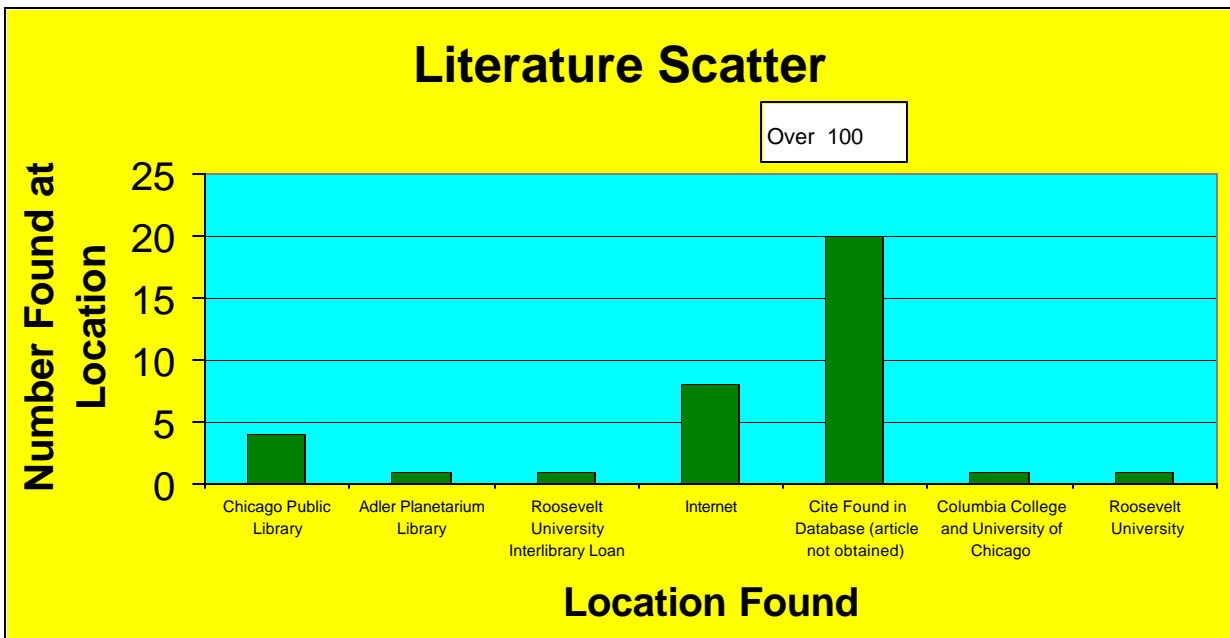 Literature Scatter
Over 100
Number Found at
Location
25
20
15
10
5
0
Chicago Public
Library
Adler Planetarium
Library
Roosevelt
University
Interlibrary Loan
Internet
Cite Found in
Database (article
not obtained)
Columbia College
and University of
Chicago
Roosevelt
University
Location Found